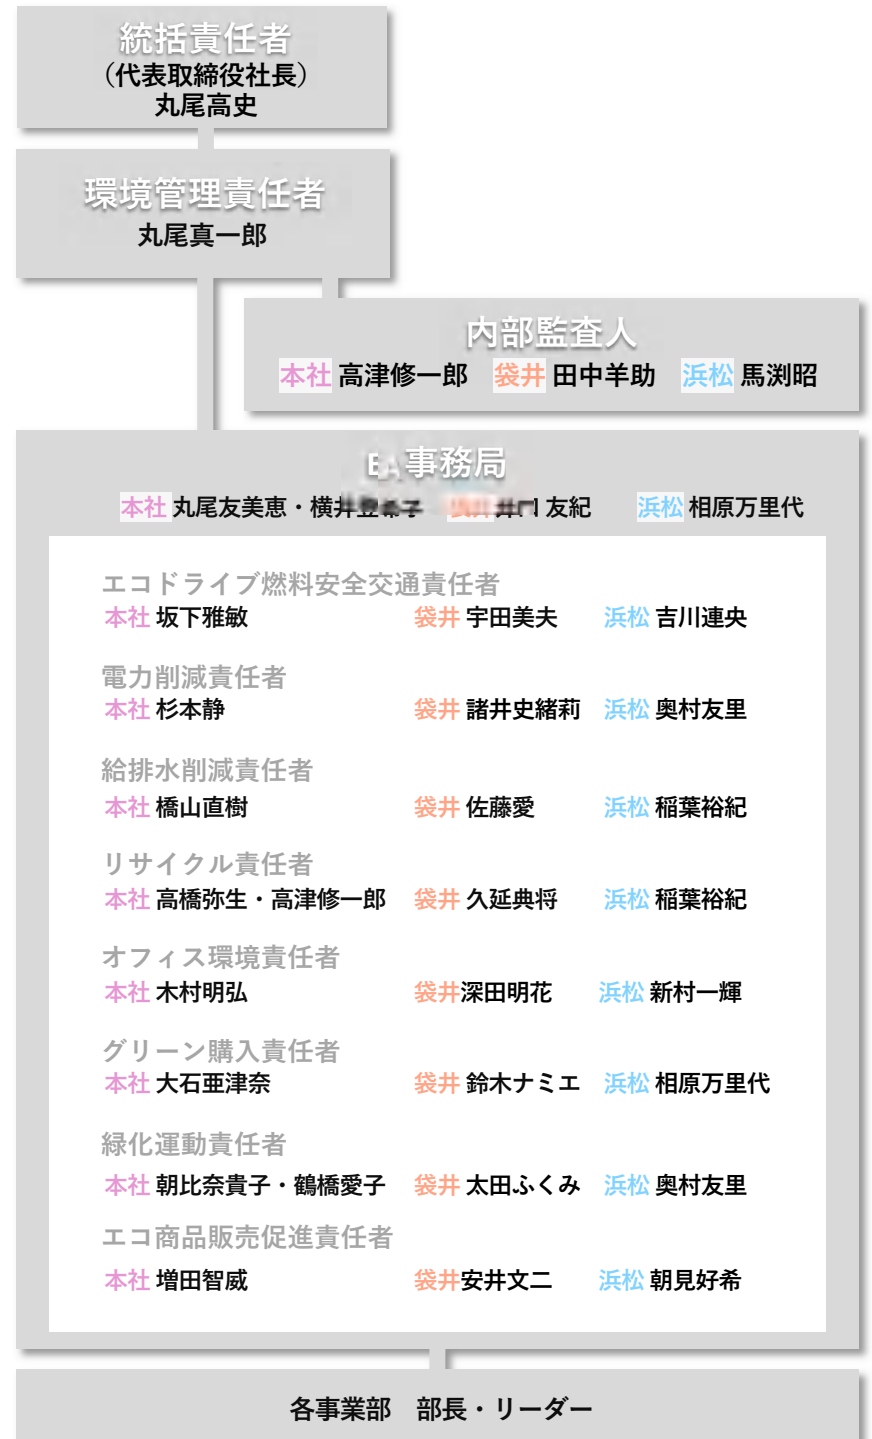 統括責任者
（代表取締役社長）
丸尾高史
環境管理責任者
丸尾真一郎
内部監査人
本社 高津修一郎 袋井 田中羊助 浜松 馬渕昭
事務局
本社 丸尾友美恵・横井 友紀 浜松 相原万里代
エコドライブ燃料安全交通責任者
本社 坂下雅敏 袋井 宇田美夫 浜松 吉川連央
電力削減責任者
本社 杉本静 袋井 諸井史緒莉 浜松 奥村友里
給排水削減責任者
本社 橋山直樹 袋井 佐藤愛 浜松 稲葉裕紀
リサイクル責任者
本社 高橋弥生・高津修一郎 袋井 久延典将 浜松 稲葉裕紀
オフィス環境責任者
本社 木村明弘 袋井深田明花 浜松 新村一輝
グリーン購入責任者
本社 大石亜津奈 袋井 鈴木ナミエ 浜松 相原万里代
緑化運動責任者
本社 朝比奈貴子・鶴橋愛子 袋井 太田ふくみ 浜松 奥村友里
エコ商品販売促進責任者
本社 増田智威 袋井安井文二 浜松 朝見好希
各事業部 部長・リーダー